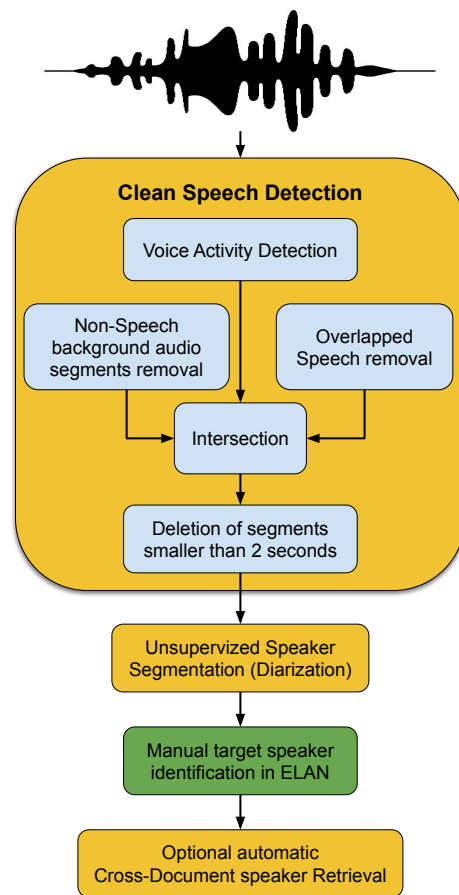 Clean Speech Detection
Voice Activity Detection
Non-Speech
background audio
segments removal
Overlapped
Speech removal
Intersection
Deletion of segments
smaller than 2 seconds
Unsupervized Speaker
Segmentation (Diarization)
Manual target speaker
identification in ELAN
Optional automatic
Cross-Document speaker Retrieval